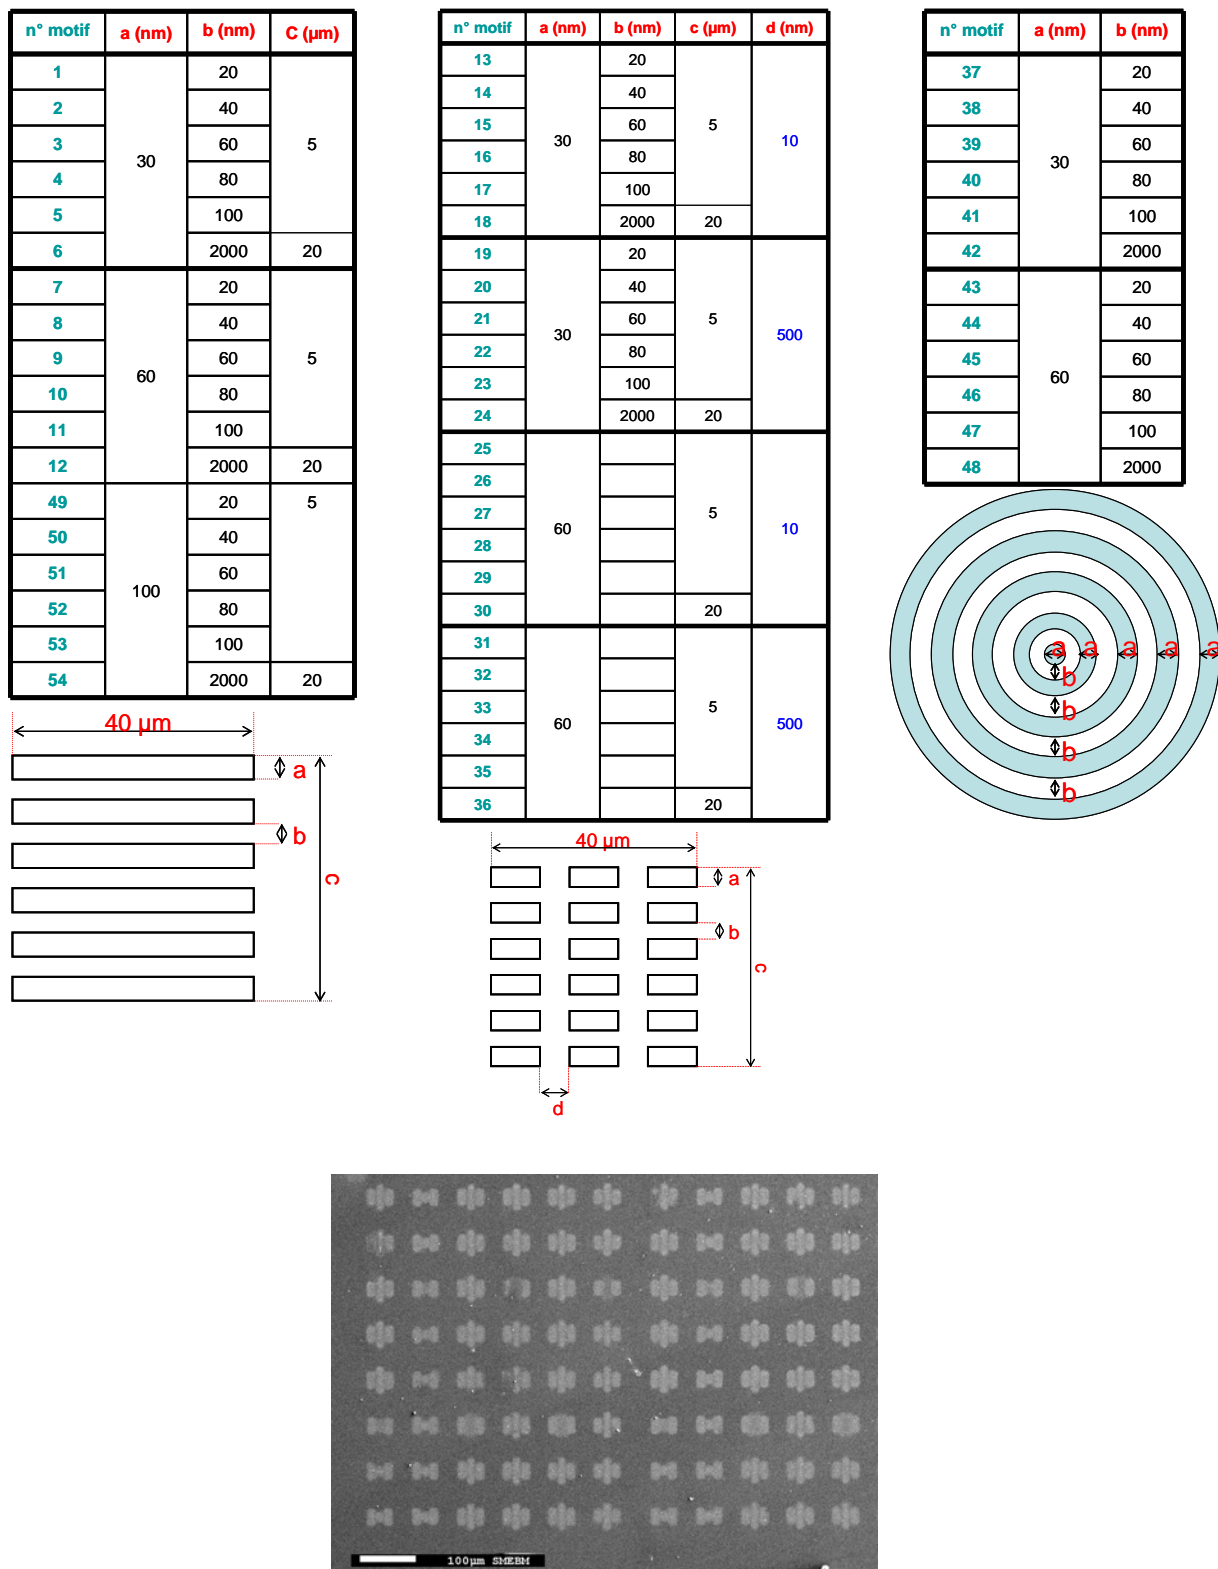 n° motif a (nm) b (nm) C (µm)
1 30 20 5
2 40
3 60
4 80
5 100
6 2000 20
7 60 20 5
8 40
9 60
10 80
11 100
12 2000 20
49 100 20 5
50 40
51 60
52 80
53 100
54 2000 20
40 µm
a
b
c
n° motif a (nm) b (nm) c (µm) d (nm)
13 30 20 5 10
14 40
15 60
16 80
17 100
18 2000 20
19 30 20 5 500
20 40
21 60
22 80
23 100
24 2000 20
25 60 5 10
26
27
28
29
30 20
31 60 5 500
32
33
34
35
36 20
40 µm
a
b
c
d
n° motif a (nm) b (nm)
37 30 20
38 40
39 60
40 80
41 100
42 2000
43 60 20
44 40
45 60
46 80
47 100
48 2000
a a a a a
b
b
b
b
100µm SMEBM